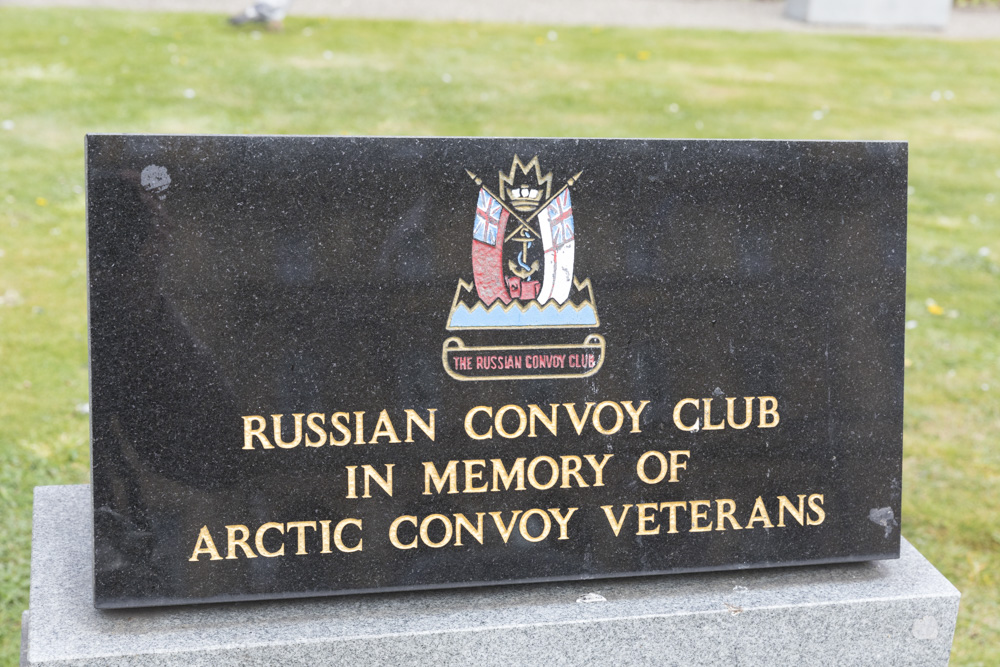 THE RUSSIAN CONVOY CLUB
RUSSIAN CONVOY CLUB
IN MEMORY OF
ARCTIC CONVOY VETERANS